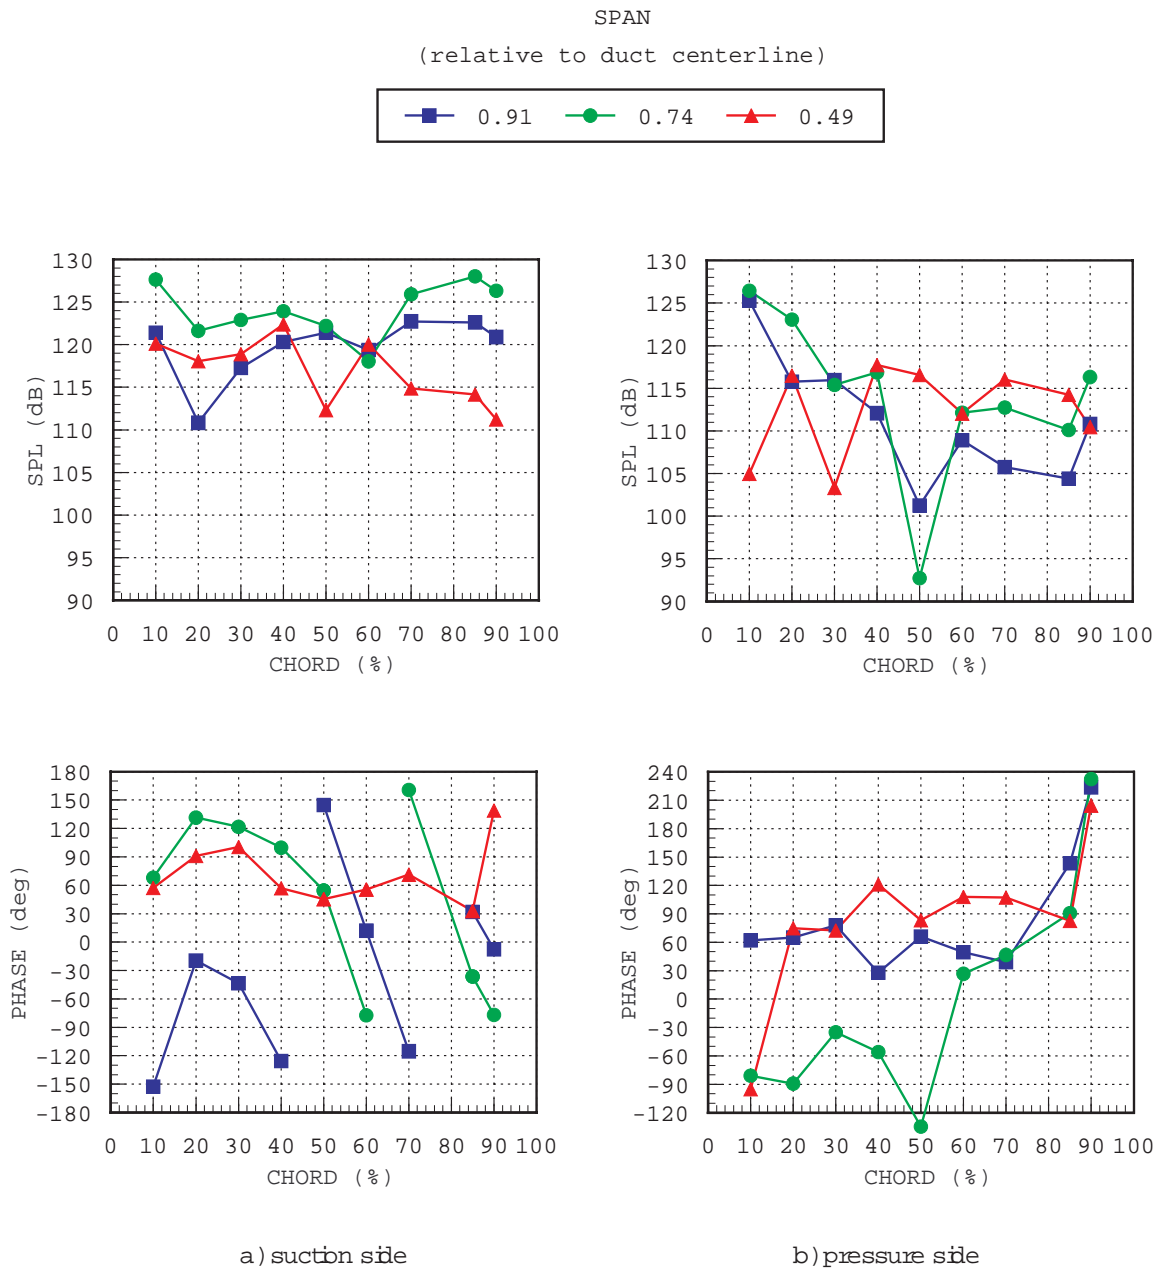 SPAN
(relative to duct centerline)
0.91 0.74 0.49
130
125
120
115
110
105
100
95
90
SPL (dB)
0 10 20 30 40 50 60 70 80 90 100
CHORD (%)
130
125
120
115
110
105
100
95
90
SPL (dB)
0 10 20 30 40 50 60 70 80 90 100
CHORD (%)
180
150
120
90
60
30
0
-30
-60
-90
-120
-150
-180
PHASE (deg)
0 10 20 30 40 50 60 70 80 90 100
CHORD (%)
240
210
180
150
120
90
60
30
0
-30
-60
-90
-120
PHASE (deg)
0 10 20 30 40 50 60 70 80 90 100
CHORD (%)
a) suction side
b) pressure side